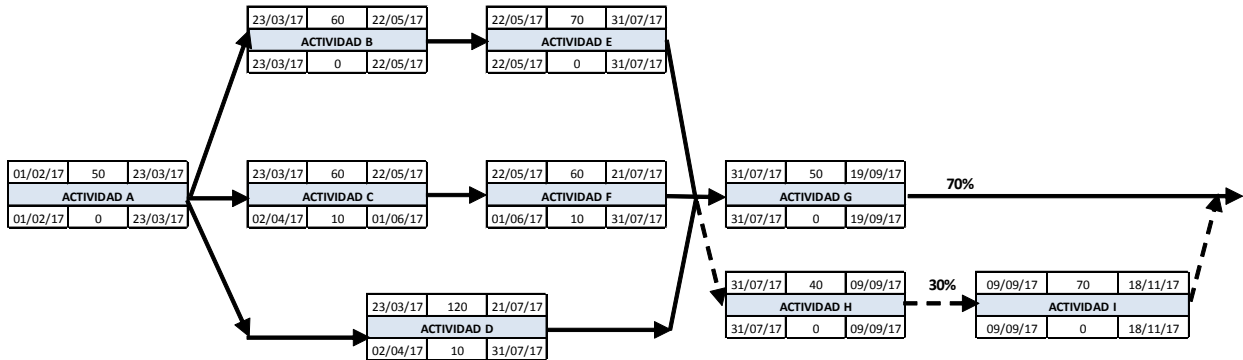 23/03/17 60 22/05/17
ACTIVIDAD B
23/03/17 0 22/05/17
22/05/17 70 31/07/17
ACTIVIDAD E
22/05/17 0 31/07/17
01/02/17 50 23/03/17
ACTIVIDAD A
01/02/17 0 23/03/17
23/03/17 60 22/05/17
ACTIVIDAD C
02/04/17 10 01/06/17
22/05/17 60 21/07/17
ACTIVIDAD F
01/06/17 10 31/07/17
31/07/17 50 19/09/17
ACTIVIDAD G
31/07/17 0 19/09/17
70%
23/03/17 120 21/07/17
ACTIVIDAD D
02/04/17 10 31/07/17
31/07/17 40 09/09/17
ACTIVIDAD H
31/07/17 0 09/09/17
30%
09/09/17 70 18/11/17
ACTIVIDAD I
09/09/17 0 18/11/17